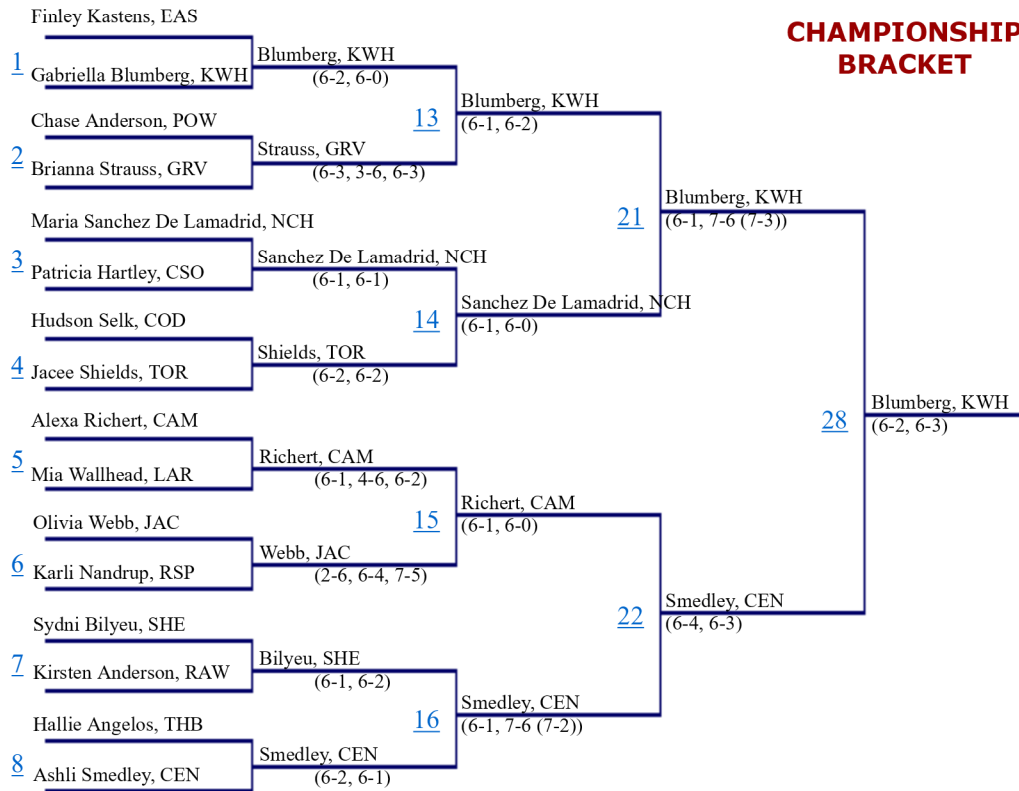 CHAMPIONSHIP
BRACKET
Finley Kastens, EAS
1
Gabriella Blumberg, KWH
Chase Anderson, POW
2
Brianna Strauss, GRV
Maria Sanchez De Lamadrid, NCH
3
Patricia Hartley, CSO
Hudson Selk, COD
4
Jacee Shields, TOR
Alexa Richert, CAM
5
Mia Wallhead, LAR
Olivia Webb, JAC
6
Karli Nandrup, RSP
Sydni Bilyeu, SHE
7
Kirsten Anderson, RAW
Hallie Angelos, THB
8
Ashli Smedley, CEN
Blumberg, KWH
(6-2, 6-0)
13
Strauss, GRV
(6-3, 3-6, 6-3)
Sanchez De Lamadrid, NCH
(6-1, 6-1)
14
Shields, TOR
(6-2, 6-2)
Richert, CAM
(6-1, 4-6, 6-2)
15
Webb, JAC
(2-6, 6-4, 7-5)
Bilyeu, SHE
(6-1, 6-2)
16
Smedley, CEN
(6-2, 6-1)
Blumberg, KWH
(6-1, 6-2)
21
Sanchez De Lamadrid, NCH
(6-1, 6-0)
Richert, CAM
(6-1, 6-0)
22
Smedley, CEN
(6-1, 7-6 (7-2))
Blumberg, KWH
(6-1, 7-6 (7-3))
28
Smedley, CEN
(6-4, 6-3)
Blumberg, KWH
(6-2, 6-3)